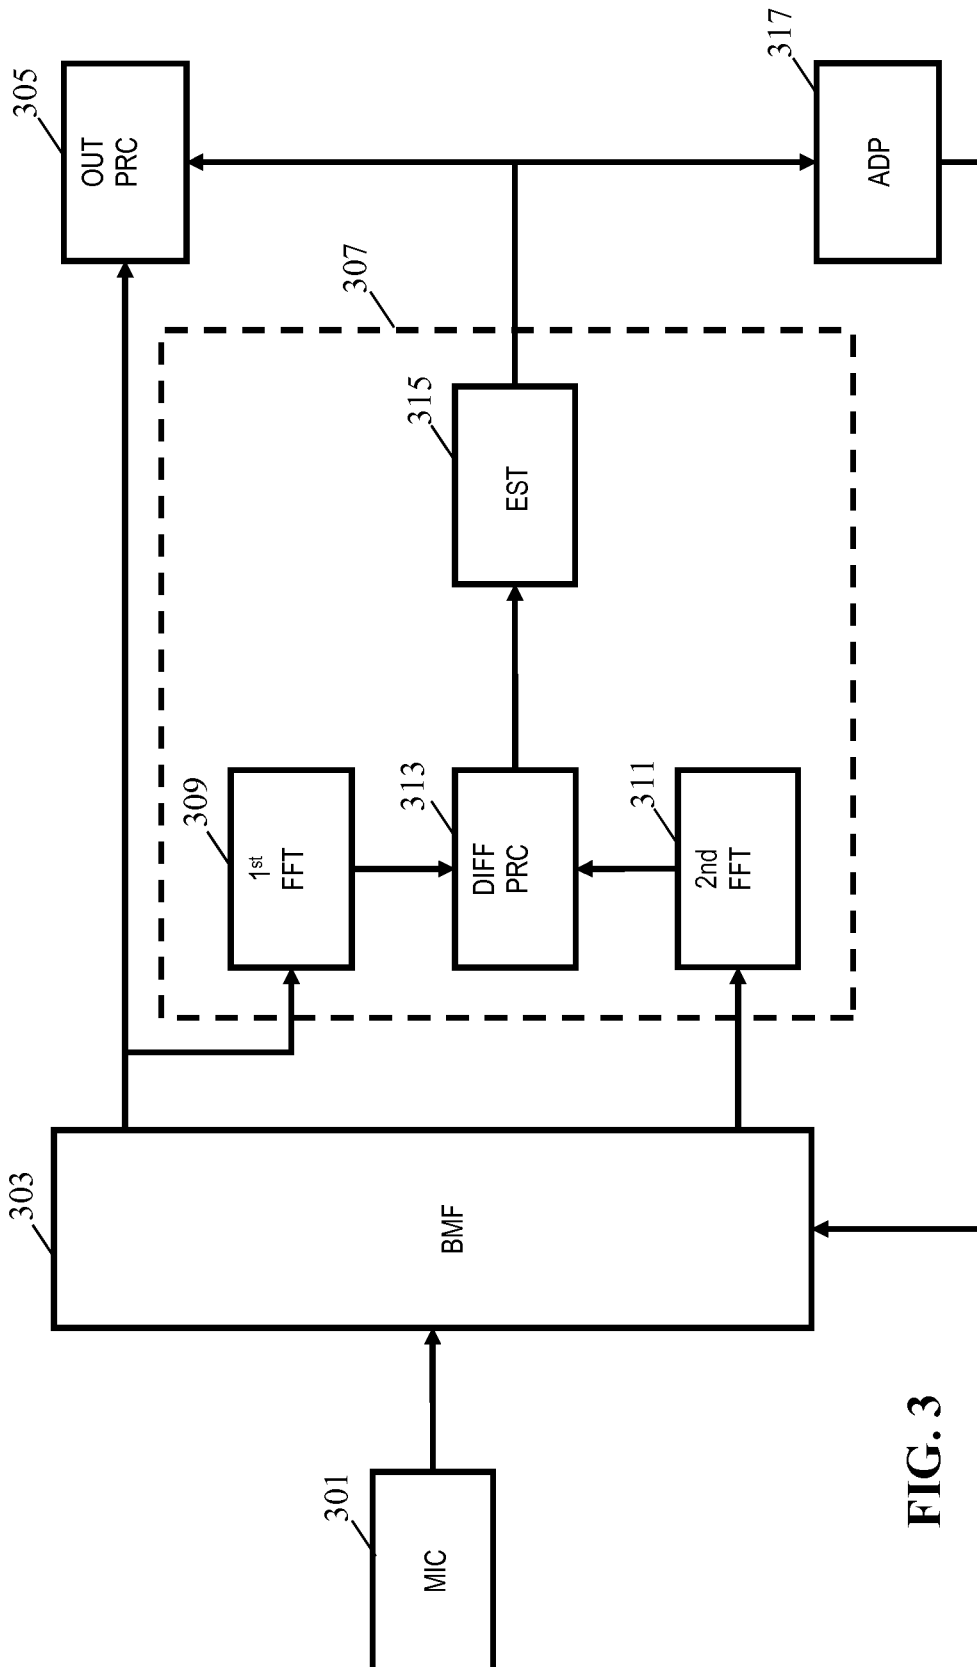 305
OUT
PRC
317
ADP
307
315
EST
309
1st
FFT
313
DIFF
PRC
311
2nd
FFT
303
BMF
301
MIC
FIG. 3